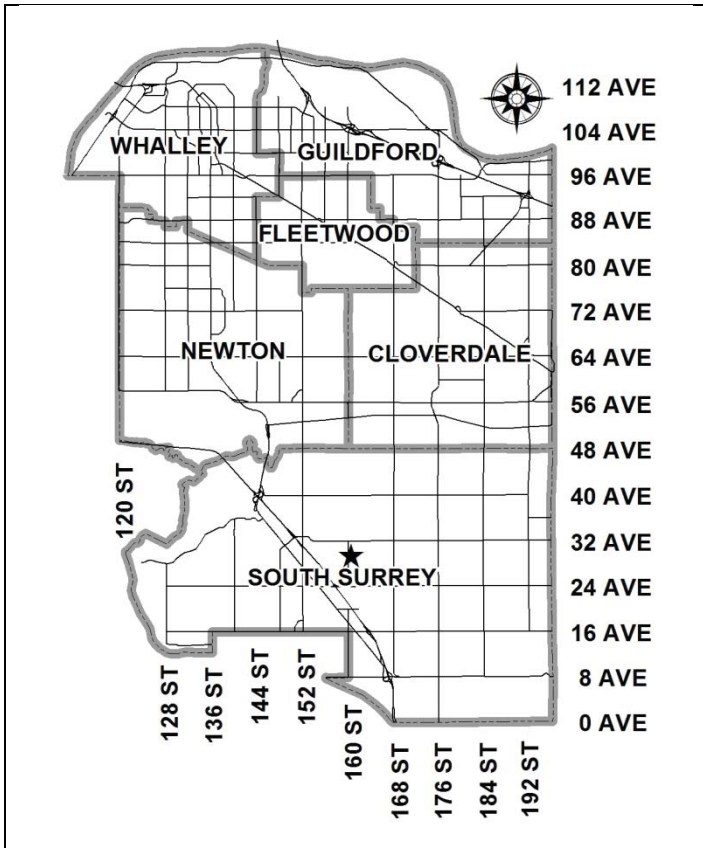 112 AVE
104 AVE
WHALLEY
GUILDFORD
96 AVE
88 AVE
FLEETWOOD
80 AVE
72 AVE
NEWTON
CLOVERDALE
64 AVE
56 AVE
48 AVE
120 ST
40 AVE
32 AVE
SOUTH SURREY
24 AVE
16 AVE
128 ST
136 ST
144 ST
152 ST
160 ST
8 AVE
0 AVE
168 ST
176 ST
184 ST
192 ST